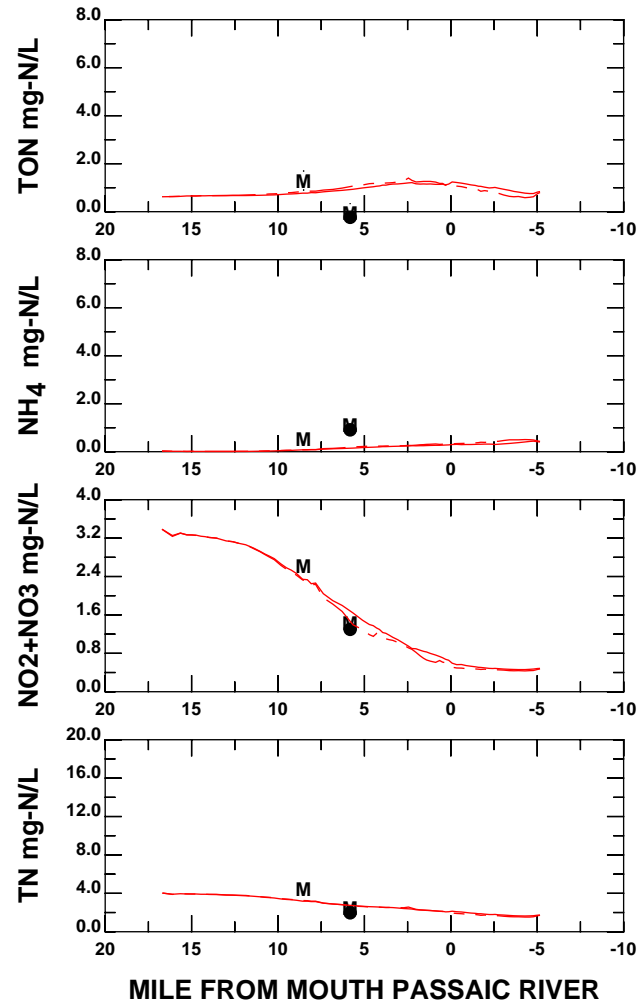 TON mg-N/L
8.0
6.0
4.0
2.0
0.0
M
M
20 15 10 5 0 -5 -10
NH4 mg-N/L
8.0
6.0
4.0
2.0
0.0
M
M
20 15 10 5 0 -5 -10
NO2+NO3 mg-N/L
4.0
3.2
2.4
1.6
0.8
0.0
M
M
20 15 10 5 0 -5 -10
TN mg-N/L
20.0
16.0
12.0
8.0
4.0
0.0
M
M
20 15 10 5 0 -5 -10
MILE FROM MOUTH PASSAIC RIVER